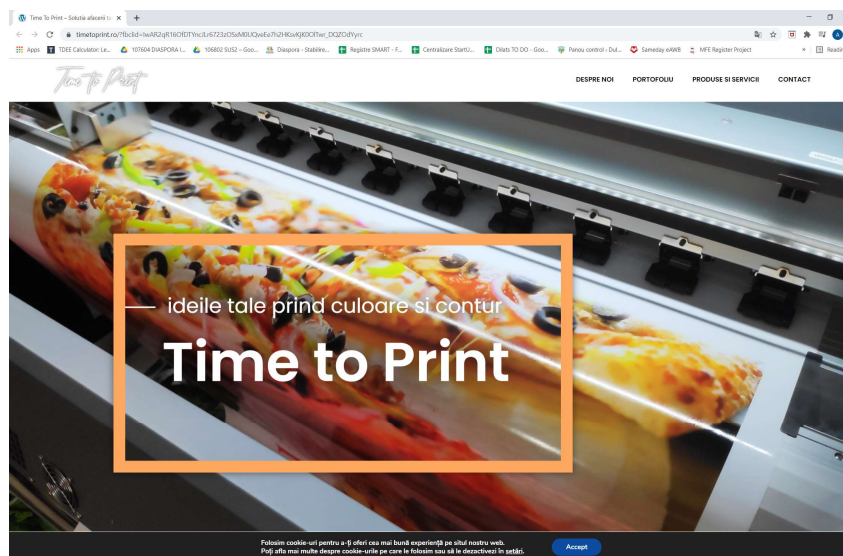 Time To Print – Solutia afacerii ta
timetoprint.ro/?fbclid=
Apps
TDEE Calculator: Le...
107604 DIASPORA I...
106802 SUS2 – Goo...
Diaspora - Stabilire...
Registre SMART - F...
Centralizare StartU...
Dilats TO DO - Goo...
Panou control ‹ Dul...
Sameday eAWB
MFE Register Project
»
Time to Print
DESPRE NOI
PORTOFOLIU
PRODUSE SI SERVICII
CONTACT
ideile tale prind culoare si contur
Time to Print
Folosim cookie-uri pentru a-ți oferi cea mai bună experiență pe situl nostru web.
Poți afla mai multe despre cookie-urile pe care le folosim sau să le dezactivezi în setări.
Accept